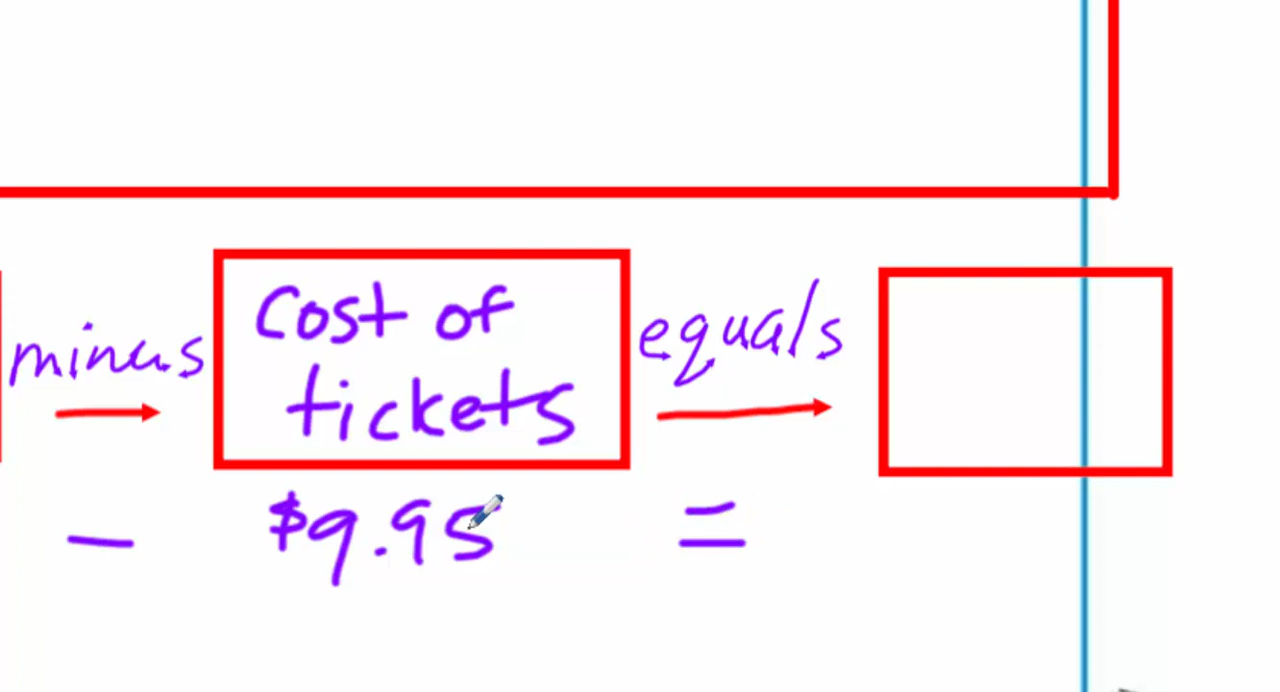 minus
Cost of
tickets
equals
- $9.95 =